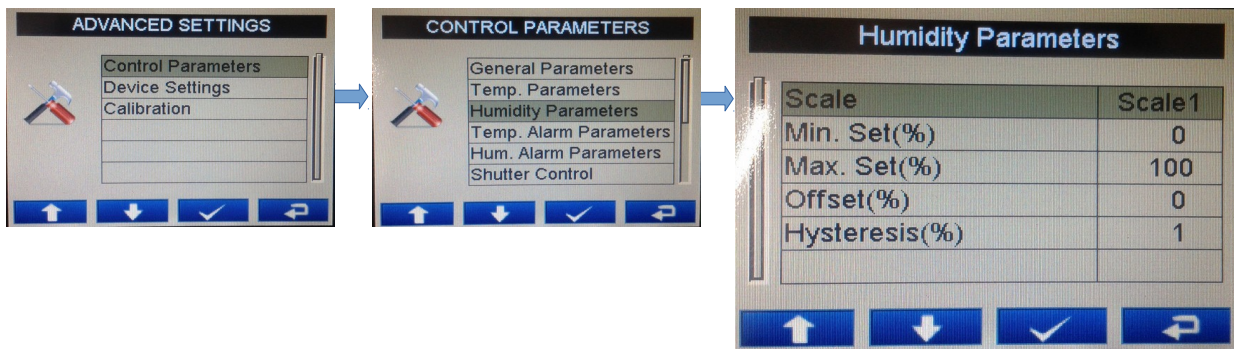 ADVANCED SETTINGS
Control Parameters
Device Settings
Calibration
CONTROL PARAMETERS
General Parameters
Temp. Parameters
Humidity Parameters
Temp. Alarm Parameters
Hum. Alarm Parameters
Shutter Control
Humidity Parameters
Scale Scale1
Min. Set(%) 0
Max. Set(%) 100
Offset(%) 0
Hysteresis(%) 1